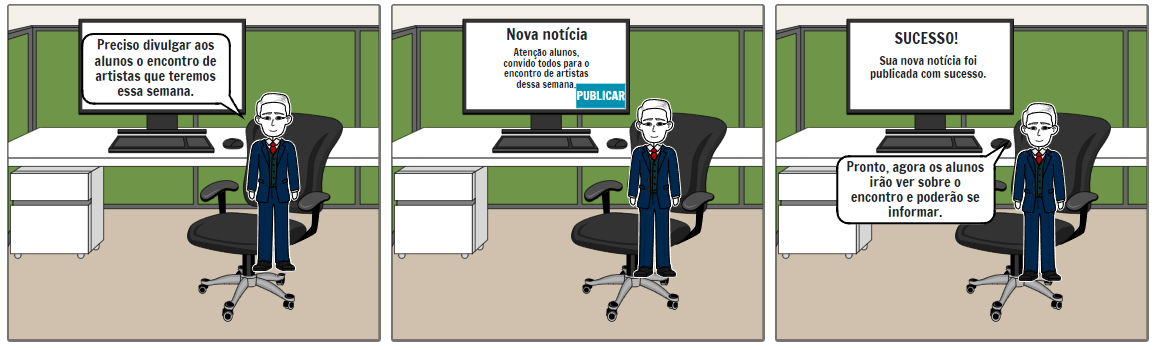 Preciso divulgar aos
alunos o encontro de
artistas que teremos
essa semana.
Nova notícia
Atenção alunos,
convido todos para o
encontro de artistas
dessa semana.
PUBLICAR
SUCESSO!
Sua nova notícia foi
publicada com sucesso.
Pronto, agora os alunos
irão ver sobre o
encontro e poderão se
informar.